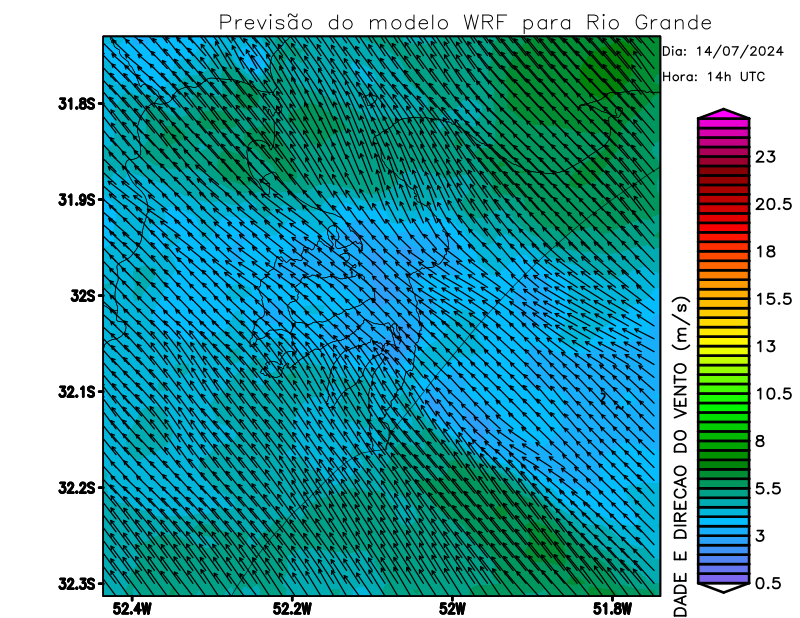 Previsão do modelo WRF para Rio Grande
Dia: 14/07/2024
Hora: 14h UTC
31.8S
31.9S
32S
32.1S
32.2S
32.3S
52.4W
52.2W
52W
51.8W
23
20.5
18
15.5
13
10.5
8
5.5
3
0.5
DADE E DIRECAO DO VENTO (m/s)